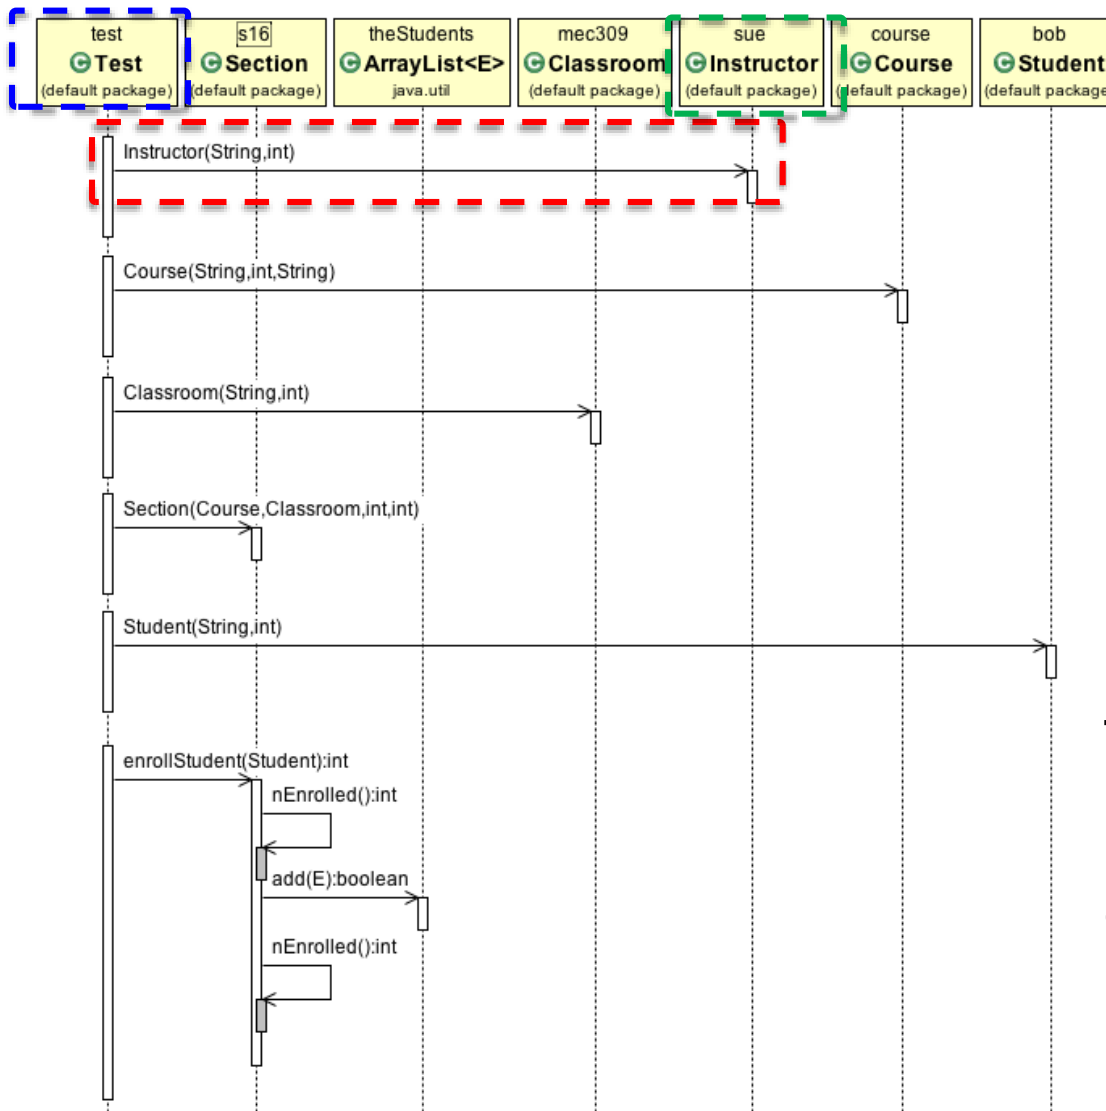 test
Test
(default package)
s16
Section
(default package)
theStudents
ArrayList<E>
java.util
mec309
Classroom
(default package)
sue
Instructor
(default package)
course
Course
(default package)
bob
Student
(default package
Instructor(String,int)
Course(String,int,String)
Classroom(String,int)
Section(Course,Classroom,int,int)
Student(String,int)
enrollStudent(Student):int
nEnrolled():int
add(E):boolean
nEnrolled():int